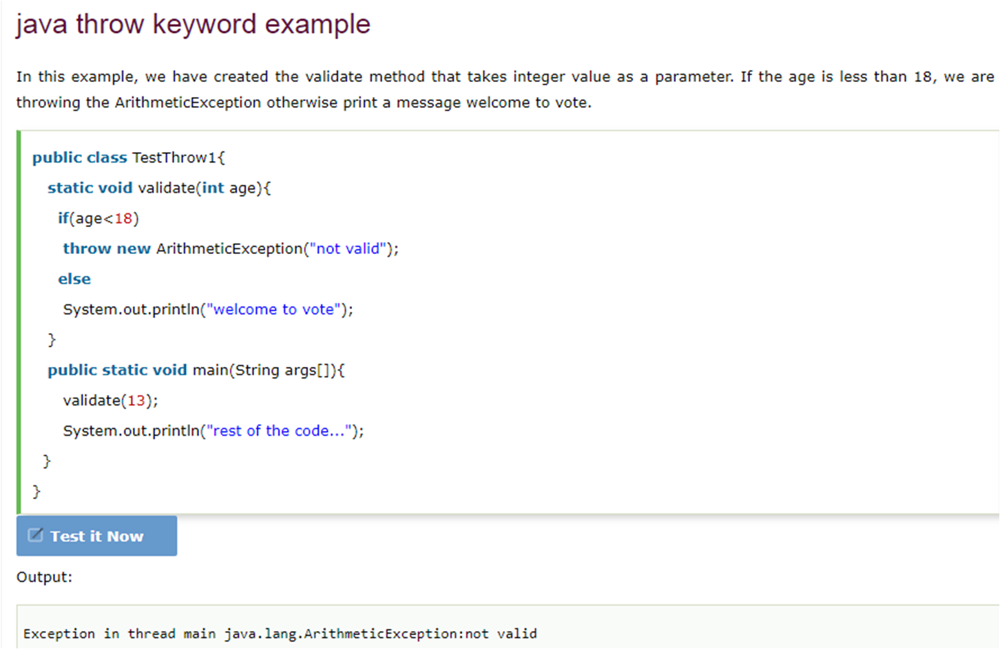 java throw keyword example
In this example, we have created the validate method that takes integer value as a parameter. If the age is less than 18, we are
throwing the ArithmeticException otherwise print a message welcome to vote.
public class TestThrow1{
static void validate(int age){
if(age<18)
throw new ArithmeticException("not valid");
else
System.out.println("welcome to vote");
}
public static void main(String args[]){
validate(13);
System.out.println("rest of the code...");
}
}
Test it Now
Output:
Exception in thread main java.lang.ArithmeticException:not valid